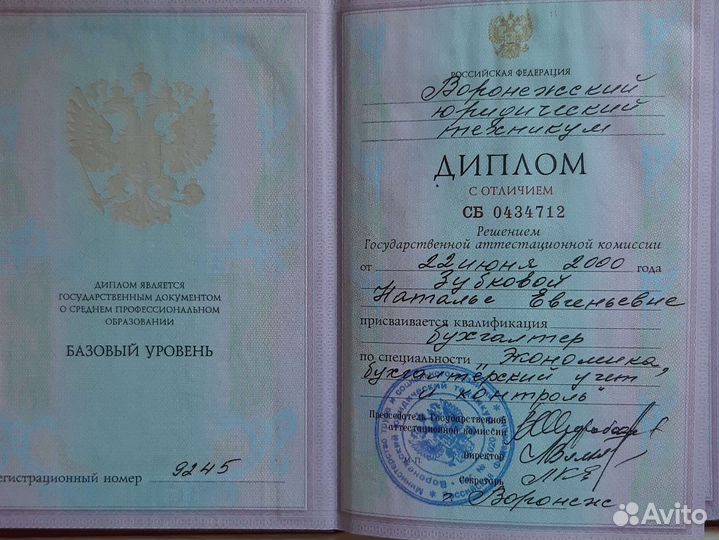 ДИПЛОМ ЯВЛЯЕТСЯ
ГОСУДАРСТВЕННЫМ ДОКУМЕНТОМ
О СРЕДНЕМ ПРОФЕССИОНАЛЬНОМ
ОБРАЗОВАНИИ
БАЗОВЫЙ УРОВЕНЬ
егистрационный номер 9245
РОССИЙСКАЯ ФЕДЕРАЦИЯ
Воронежский
юридический
техникум
ДИПЛОМ
С ОТЛИЧИЕМ
СБ 0434712
Решением
Государственной аттестационной комиссии
от 22 июня 2000 года
Зубковой
Наталье Евгеньевне
присваивается квалификация
бухгалтер
по специальности "Экономика,
бухгалтерский учет
и контроль"
Председатель Государственной
аттестационной комиссии
Директор
М.П.
Секретарь
г. Воронеж
Avito